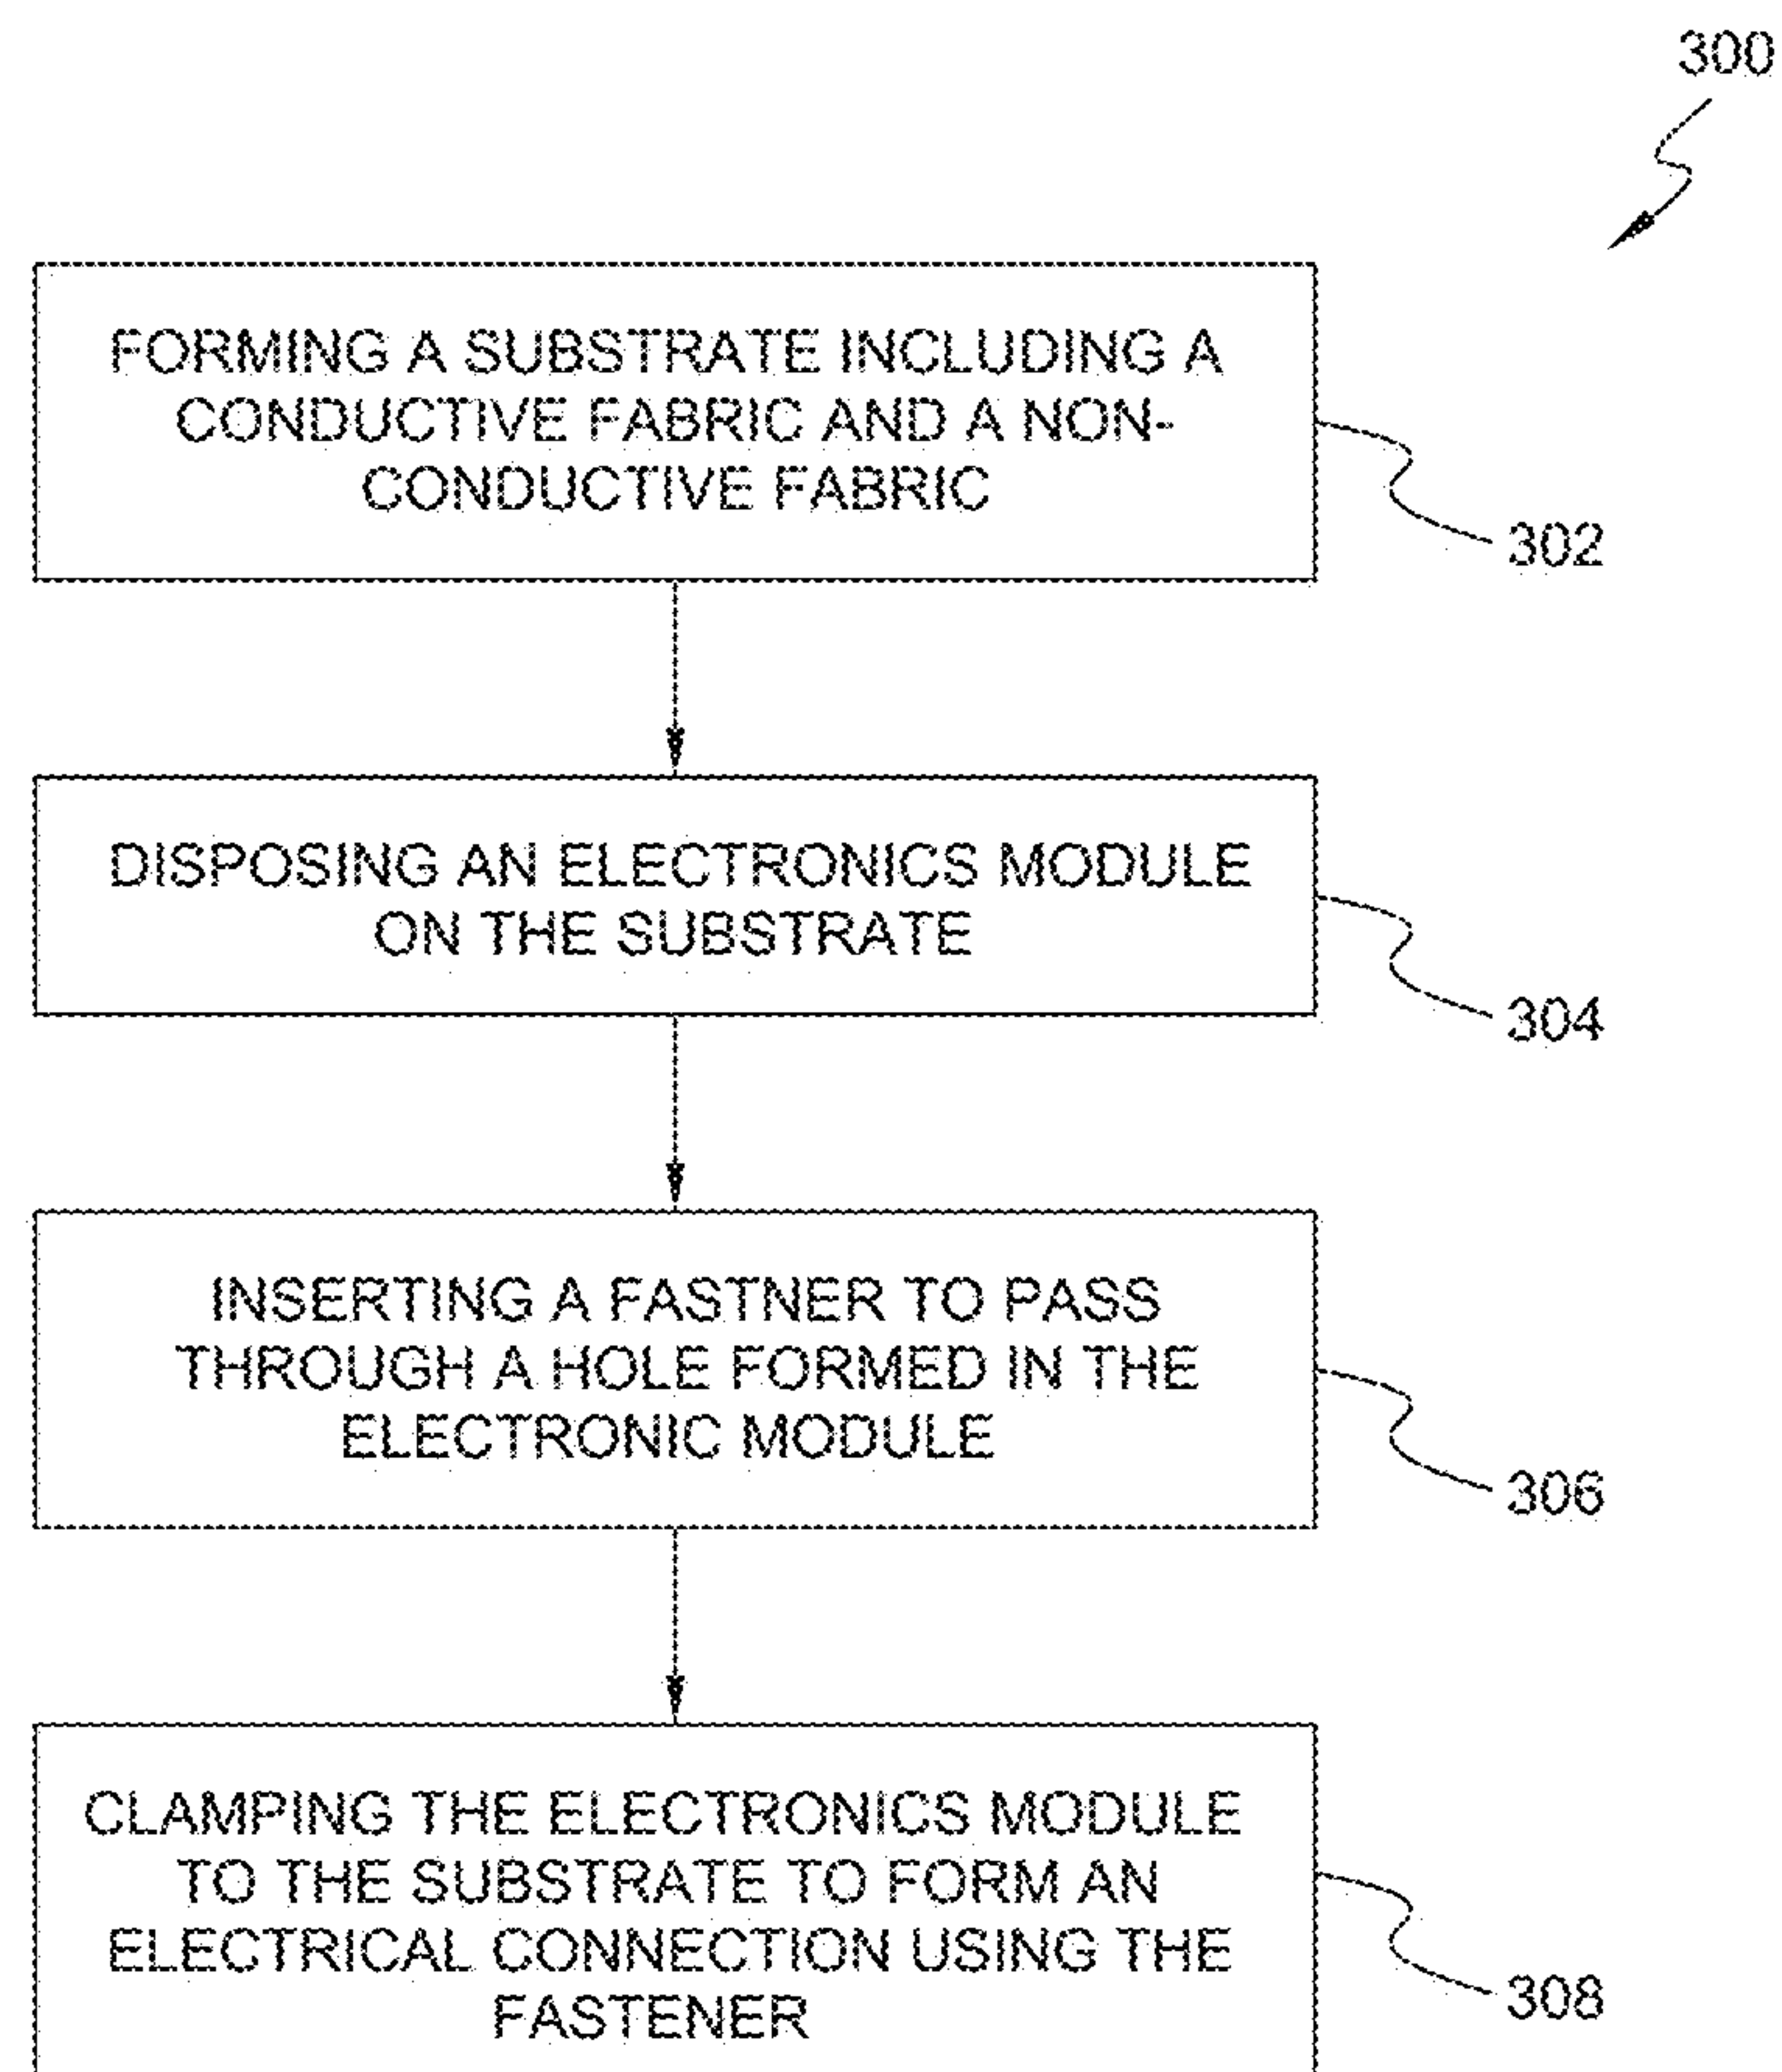 300
FORMING A SUBSTRATE INCLUDING A
CONDUCTIVE FABRIC AND A NON-
CONDUCTIVE FABRIC
302
DISPOSING AN ELECTRONICS MODULE
ON THE SUBSTRATE
304
INSERTING A FASTNER TO PASS
THROUGH A HOLE FORMED IN THE
ELECTRONIC MODULE
306
CLAMPING THE ELECTRONICS MODULE
TO THE SUBSTRATE TO FORM AN
ELECTRICAL CONNECTION USING THE
FASTENER
308